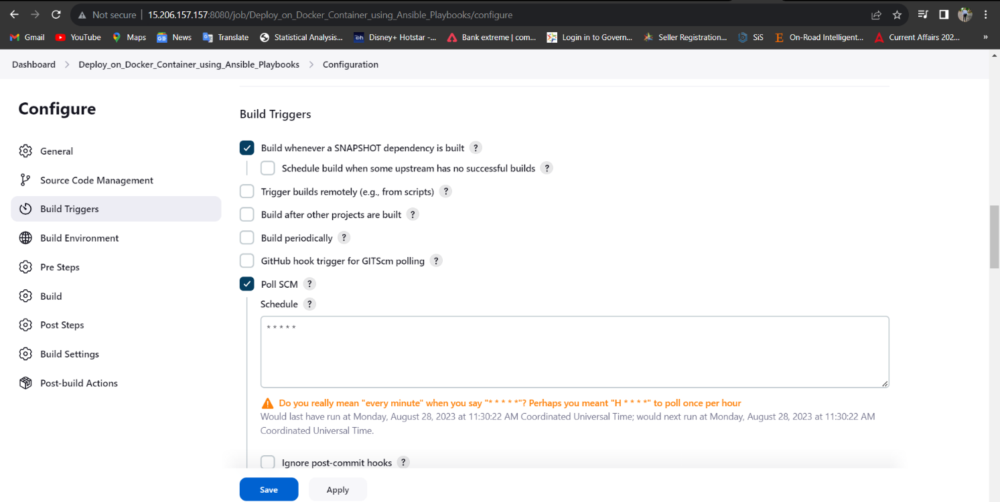 Not secure | 15.206.157.157:8080/job/Deploy_on_Docker_Container_using_Ansible_Playbooks/configure
Gmail YouTube Maps News Translate Statistical Analysis... Disney+ Hotstar -... Bank extreme | com... Login in to Govern... Seller Registration... SiS On-Road Intelligent... Current Affairs 202... »
Dashboard > Deploy_on_Docker_Container_using_Ansible_Playbooks > Configuration
Configure
General
Source Code Management
Build Triggers
Build Environment
Pre Steps
Build
Post Steps
Build Settings
Post-build Actions
Build Triggers
Build whenever a SNAPSHOT dependency is built ?
Schedule build when some upstream has no successful builds ?
Trigger builds remotely (e.g., from scripts) ?
Build after other projects are built ?
Build periodically ?
GitHub hook trigger for GITScm polling ?
Poll SCM ?
Schedule ?
* * * * *
Do you really mean "every minute" when you say "* * * * *"? Perhaps you meant "H * * * *" to poll once per hour
Would last have run at Monday, August 28, 2023 at 11:30:22 AM Coordinated Universal Time; would next run at Monday, August 28, 2023 at 11:30:22 AM
Coordinated Universal Time.
Ignore post-commit hooks ?
Save Apply